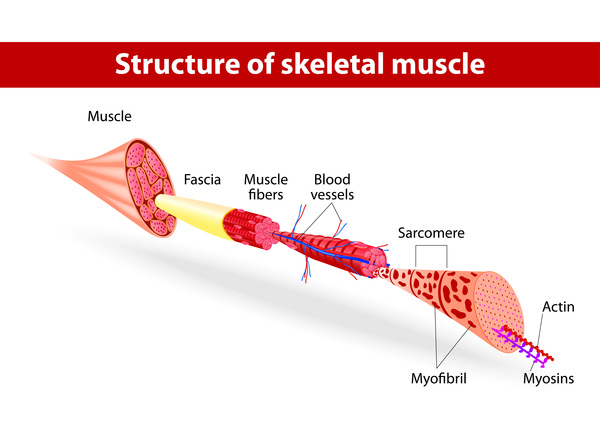 Structure of skeletal muscle
Muscle
Fascia
Muscle
fibers
Blood
vessels
Sarcomere
Actin
Myofibril
Myosins